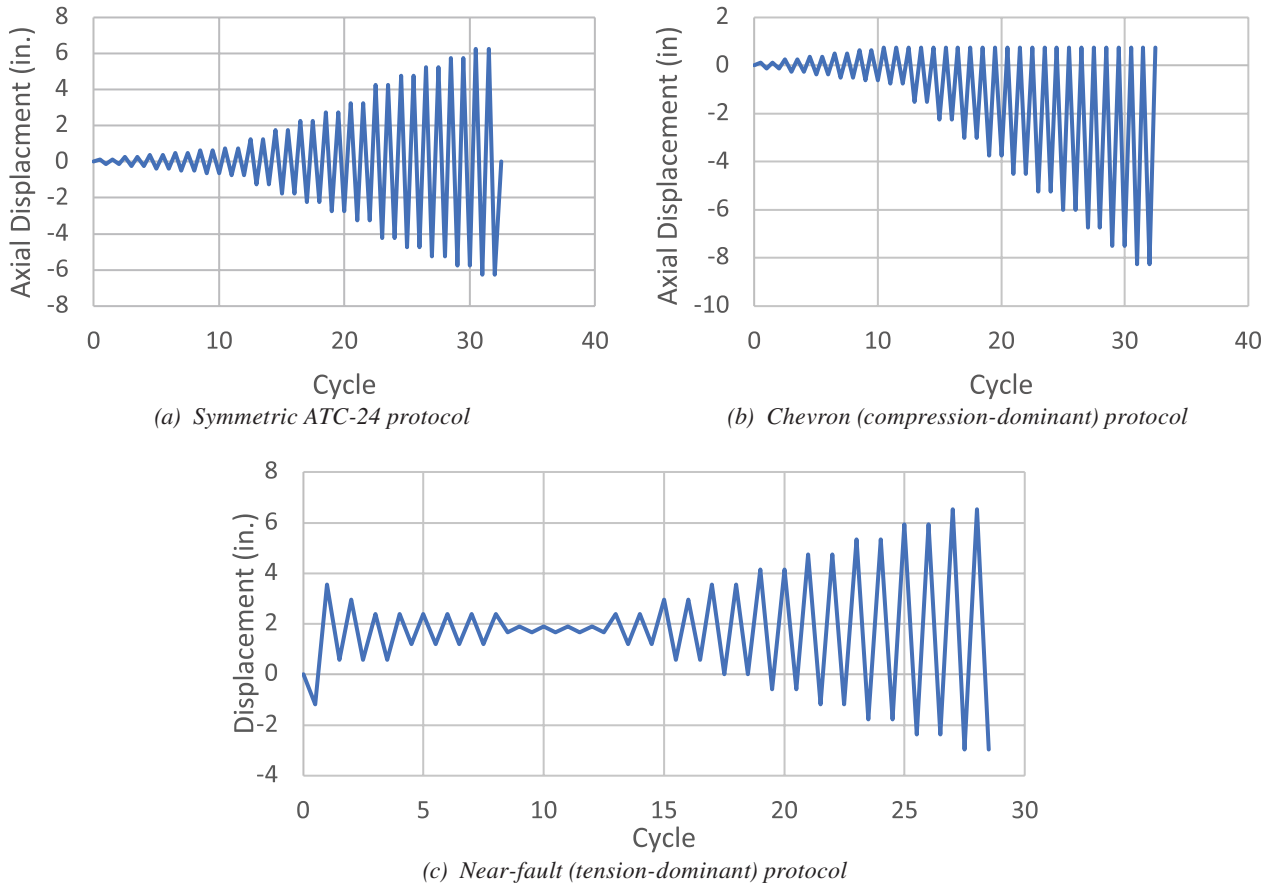 Axial Displacment (in.)
8
6
4
2
0
-2
-4
-6
-8
0 10 20 30 40
Cycle
(a) Symmetric ATC-24 protocol
Axial Displacement (in)
2
0
-2
-4
-6
-8
-10
0 10 20 30 40
Cycle
(b) Chevron (compression-dominant) protocol
Displacement (in.)
8
6
4
2
0
-2
-4
0 5 10 15 20 25 30
Cycle
(c) Near-fault (tension-dominant) protocol